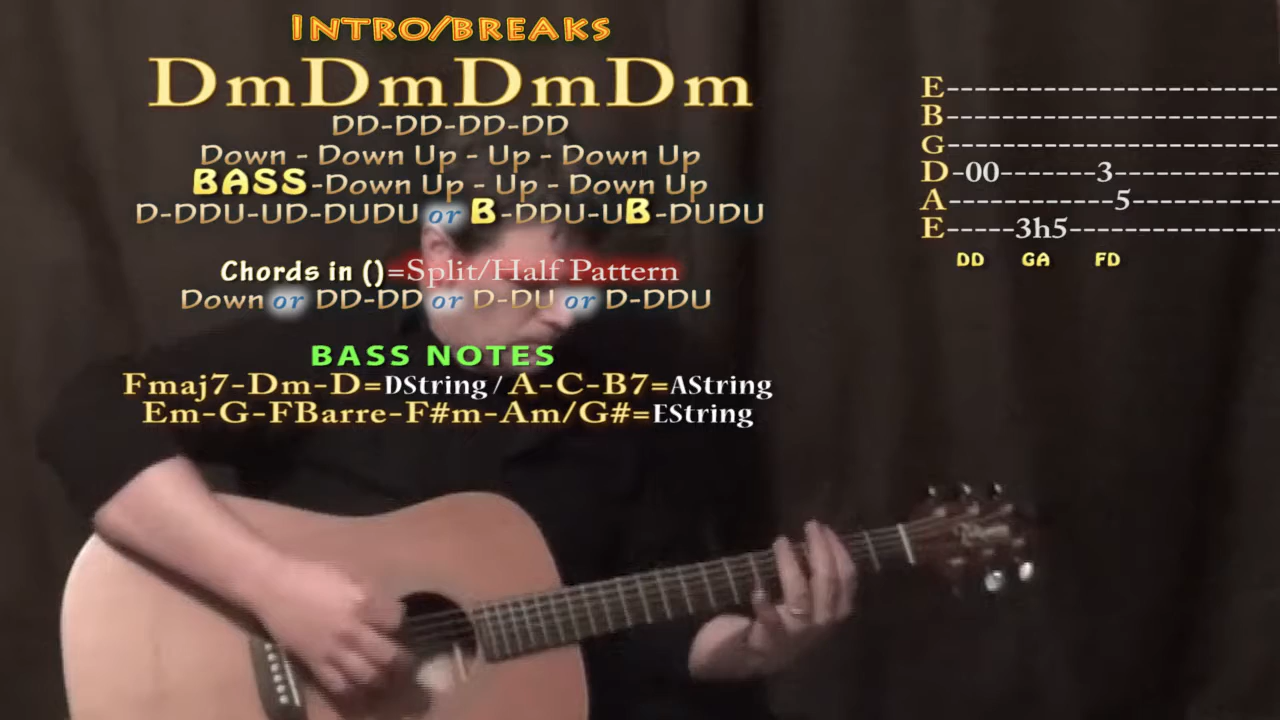 INTRO/BREAKS
DmDmDmDm
DD-DD-DD-DD
Down - Down Up - Up - Down Up
BASS-Down Up - Up - Down Up
D-DDU-UD-DUDU or B-DDU-UB-DUDU
Chords in ()=Split/Half Pattern
Down or DD-DD or D-DU or D-DDU
BASS NOTES
Fmaj7-Dm-D=DString / A-C-B7=AString
Em-G-FBarre-F#m-Am/G#=EString
E------------------------
B------------------------
G------------------------
D-00-------3------------
A------------5-----------
E-----3h5---------------
DD GA FD